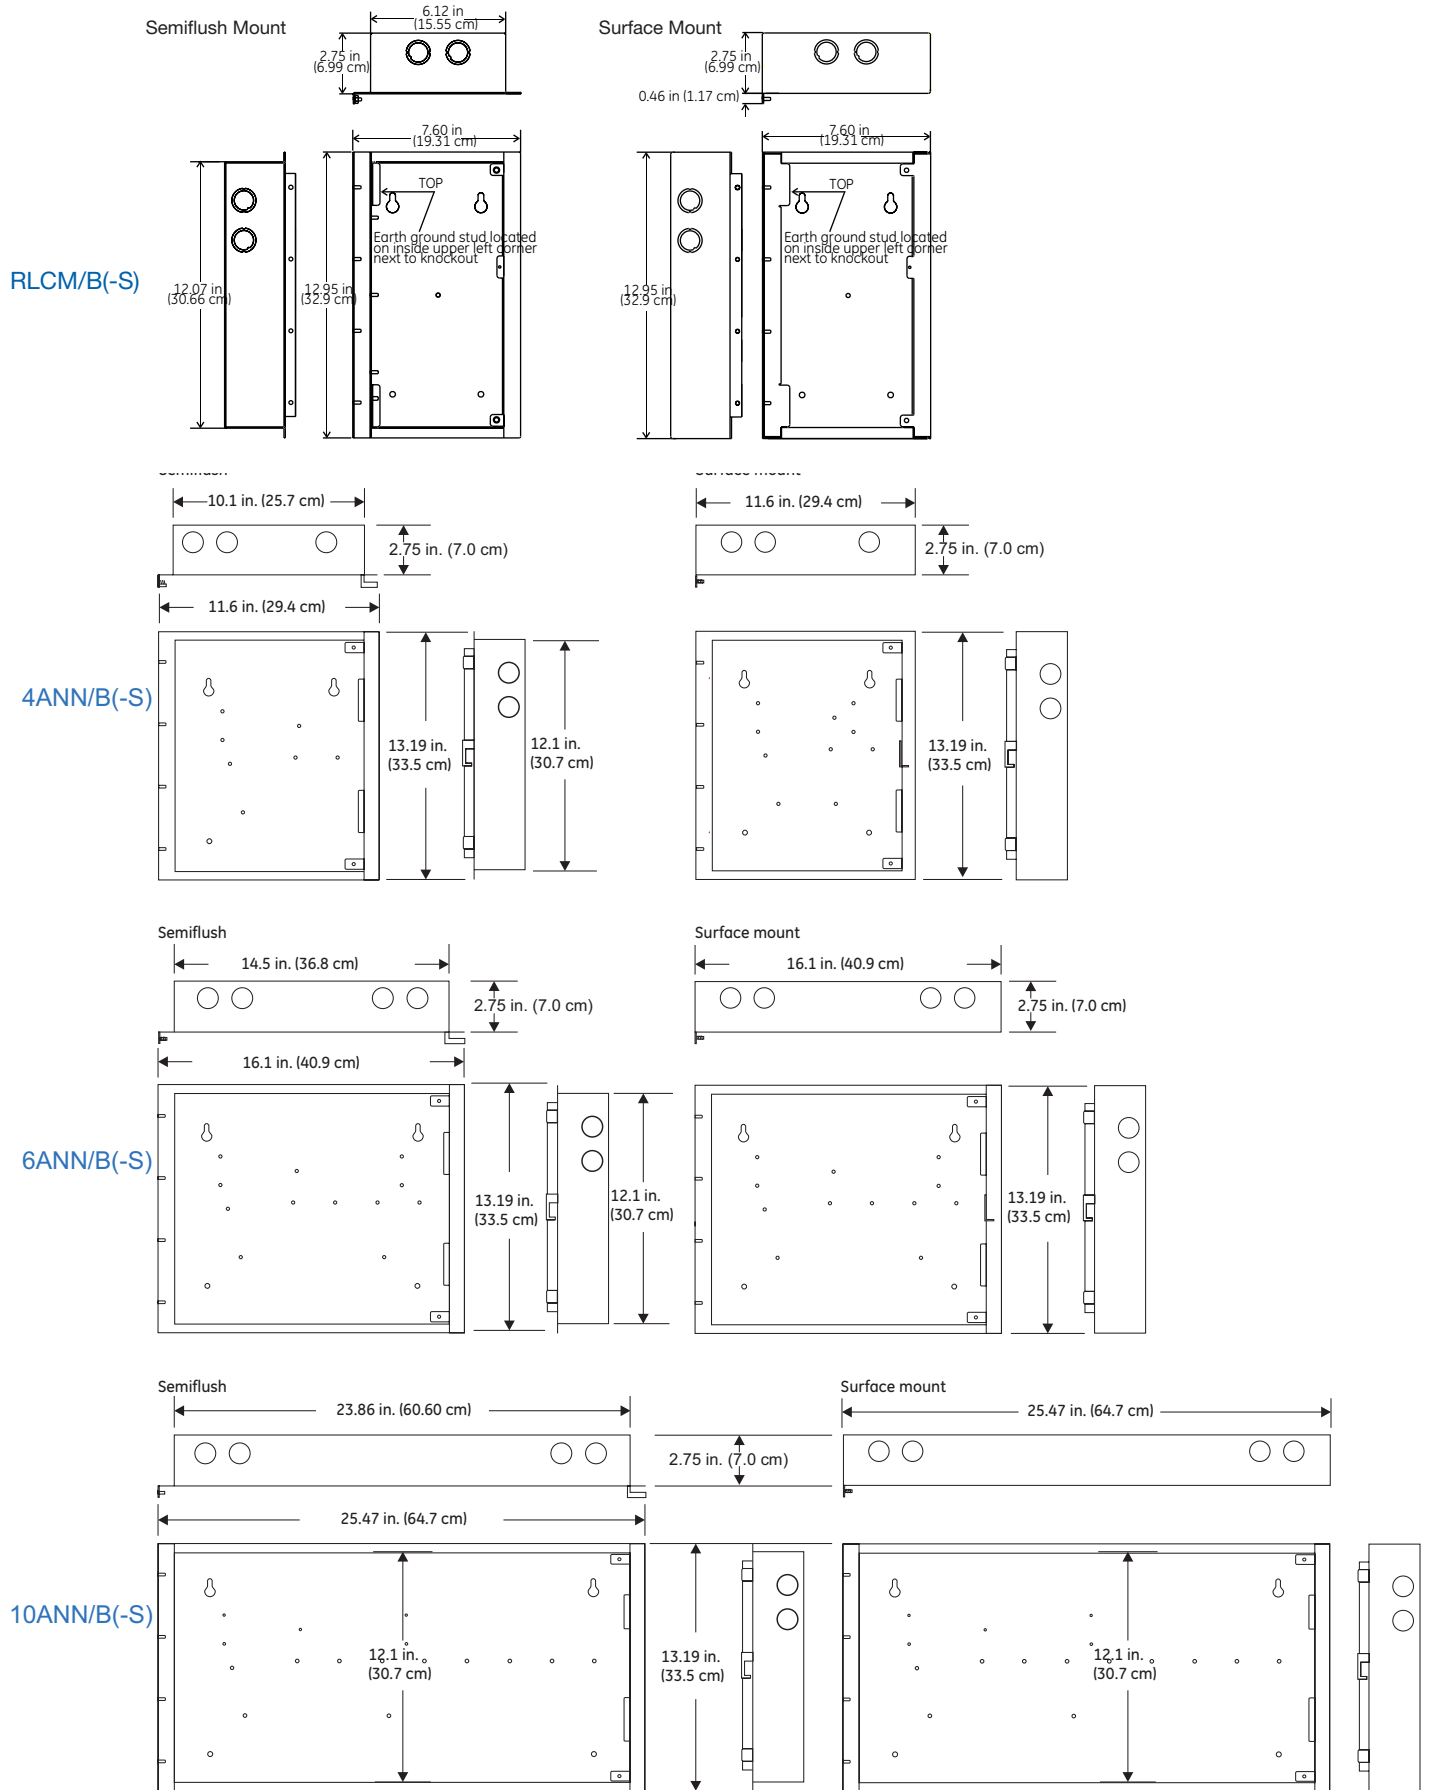 Semiflush Mount
6.12 in
(15.55 cm)
2.75 in
(6.99 cm)
Surface Mount
2.75 in
(6.99 cm)
0.46 in (1.17 cm)
RLCM/B(-S)
12.07 in
(30.66 cm)
7.60 in
(19.31 cm)
12.95 in
(32.9 cm)
TOP
Earth ground stud located
on inside upper left corner
next to knockout
12.95 in
(32.9 cm)
7.60 in
(19.31 cm)
TOP
Earth ground stud located
on inside upper left corner
next to knockout
Semiflush
10.1 in. (25.7 cm)
2.75 in. (7.0 cm)
11.6 in. (29.4 cm)
Surface mount
11.6 in. (29.4 cm)
2.75 in. (7.0 cm)
4ANN/B(-S)
13.19 in.
(33.5 cm)
12.1 in.
(30.7 cm)
13.19 in.
(33.5 cm)
Semiflush
14.5 in. (36.8 cm)
2.75 in. (7.0 cm)
16.1 in. (40.9 cm)
Surface mount
16.1 in. (40.9 cm)
2.75 in. (7.0 cm)
6ANN/B(-S)
13.19 in.
(33.5 cm)
12.1 in.
(30.7 cm)
13.19 in.
(33.5 cm)
Semiflush
23.86 in. (60.60 cm)
2.75 in. (7.0 cm)
25.47 in. (64.7 cm)
Surface mount
25.47 in. (64.7 cm)
10ANN/B(-S)
12.1 in.
(30.7 cm)
13.19 in.
(33.5 cm)
12.1 in.
(30.7 cm)